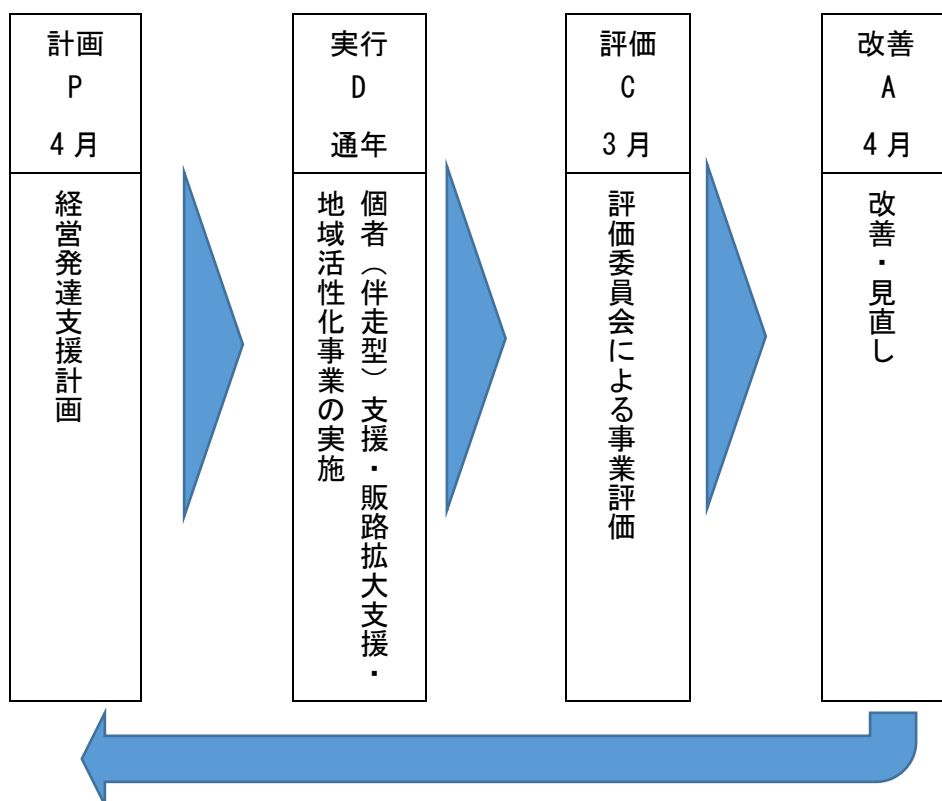 計画
P
4月
経営発達支援計画
実行
D
通年
個者（伴走型）支援・販路拡大支援・
地域活性化事業の実施
評価
C
3月
評価委員会による事業評価
改善
A
4月
改善・見直し